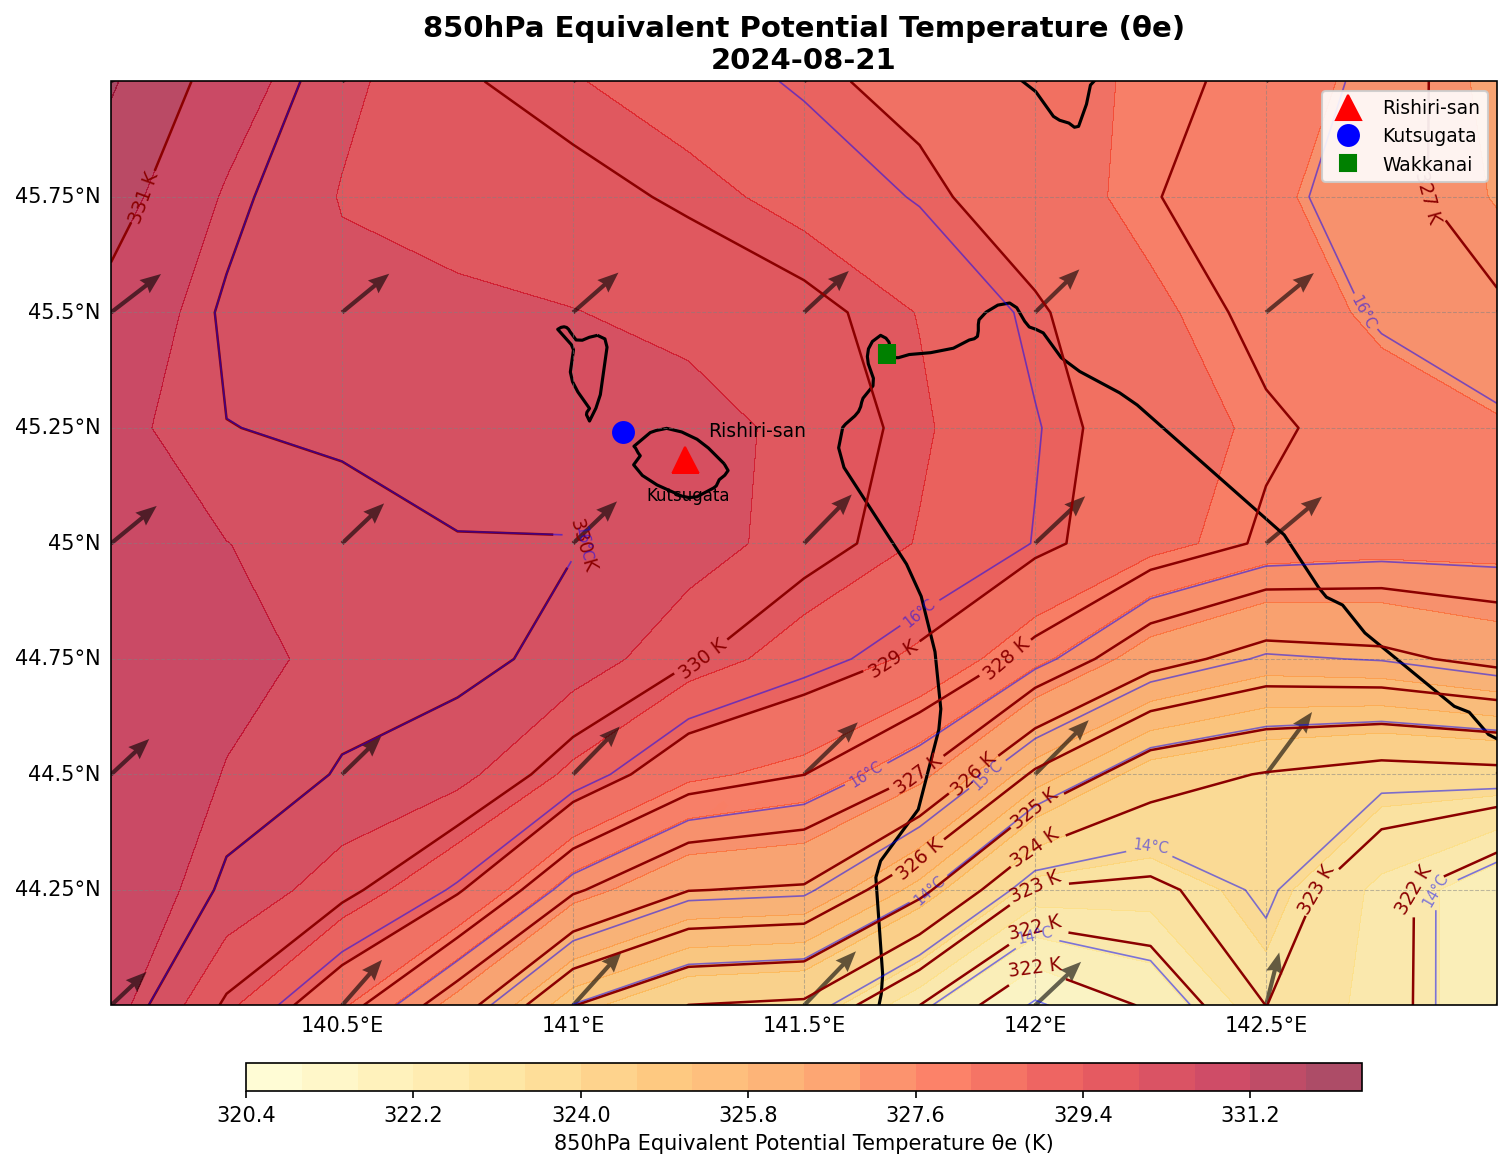 850hPa Equivalent Potential Temperature (θe)
2024-08-21
Rishiri-san
Kutsugata
Wakkanai
331 K
327 K
45.75°N
45.5°N
16°C
45.25°N
Rishiri-san
Kutsugata
330 K
45°N
16°C
44.75°N
330 K
329 K
328 K
44.5°N
16°C
327 K
326 K
15°C
325 K
324 K
14°C
326 K
44.25°N
14°C
323 K
323 K
322 K
14°C
322 K
14°C
322 K
140.5°E
141°E
141.5°E
142°E
142.5°E
320.4
322.2
324.0
325.8
327.6
329.4
331.2
850hPa Equivalent Potential Temperature θe (K)